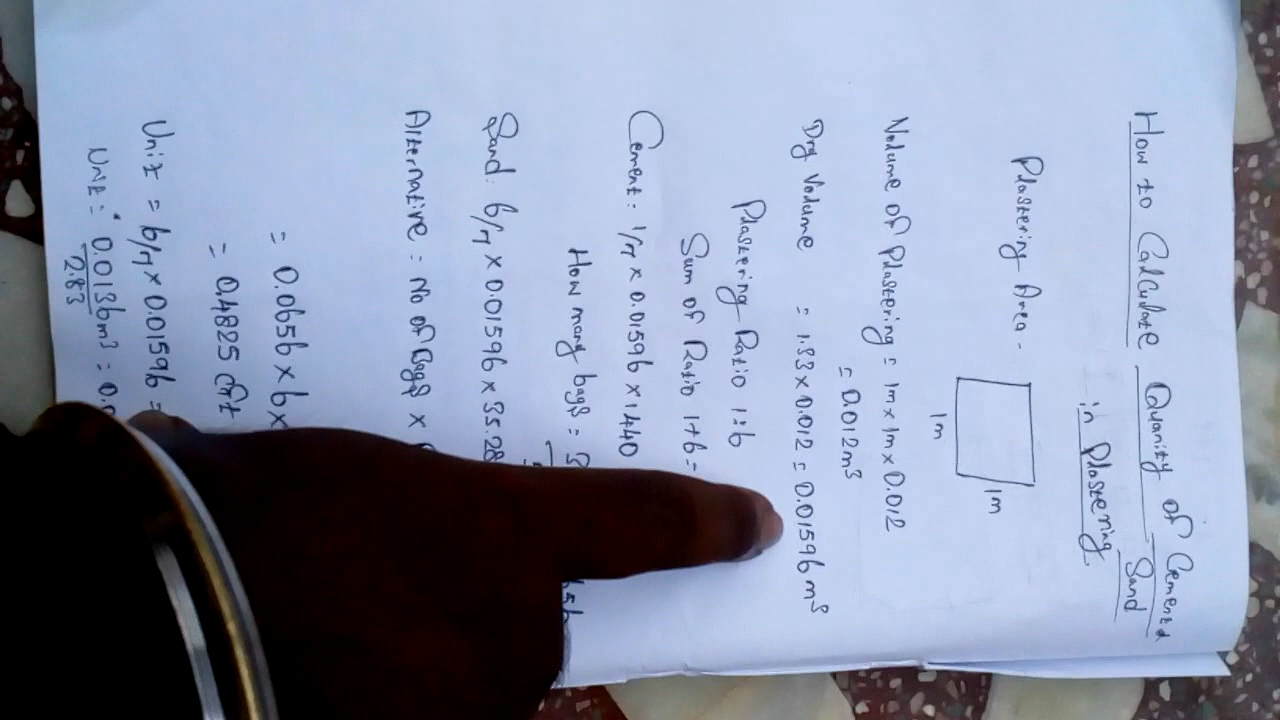 How to Calculate Quanity of Cement &
Sand
in Plastering
Plastering Area -
1m
1m
Volume of Plastering = 1m x 1m x 0.012
= 0.012m³
Dry Volume = 1.33 x 0.012 = 0.01596 m³
Plastering Ratio 1:6
Sum of Ratio 1+6 =
Cement: 1/7 x 0.01596 x 1440
How many bags =
Sand: 6/7 x 0.01596 x 35.28
Alternative: No of Bags x
= 0.0656 x 6 x
= 0.4825 cft
Unit = 6/7 x 0.01596 =
Unit = 0.0136m³ = 0.0
2.83